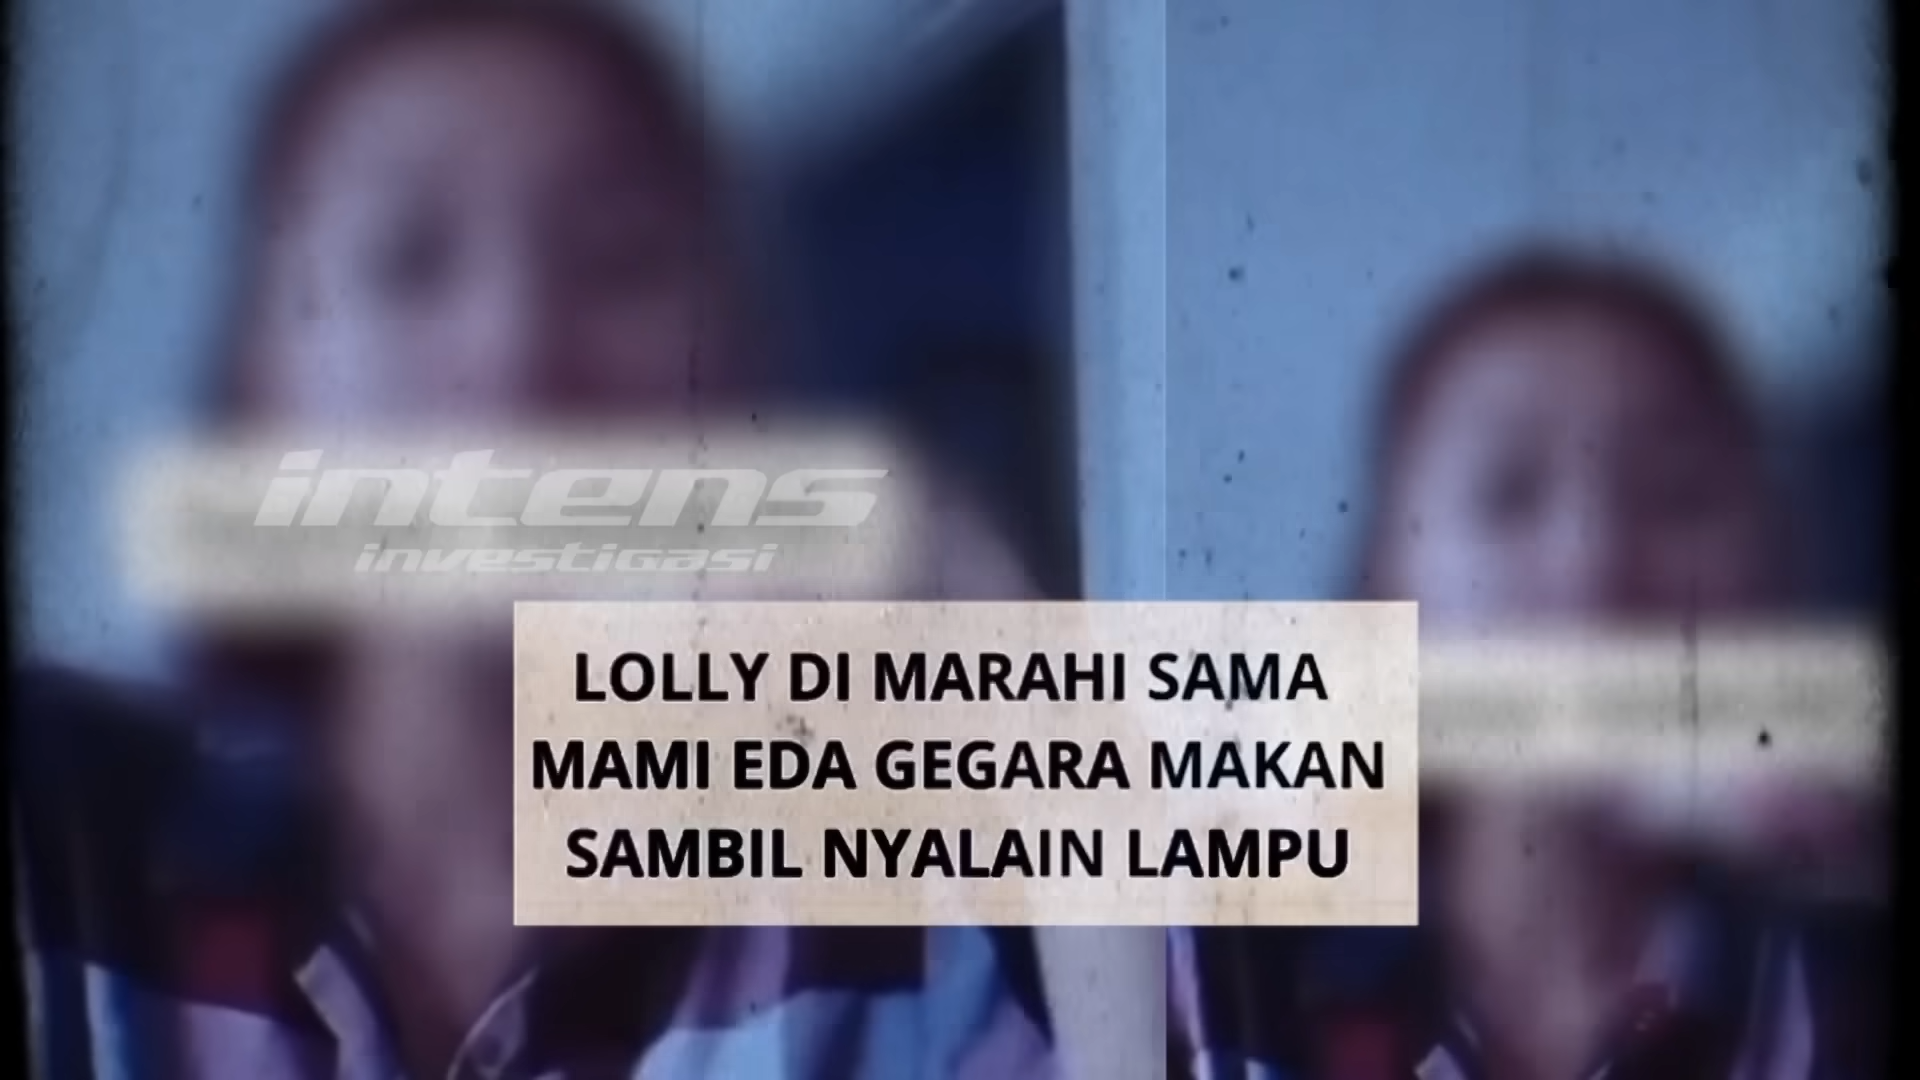 intens
investigasi
LOLLY DI MARAHI SAMA
MAMI EDA GEGARA MAKAN
SAMBIL NYALAIN LAMPU